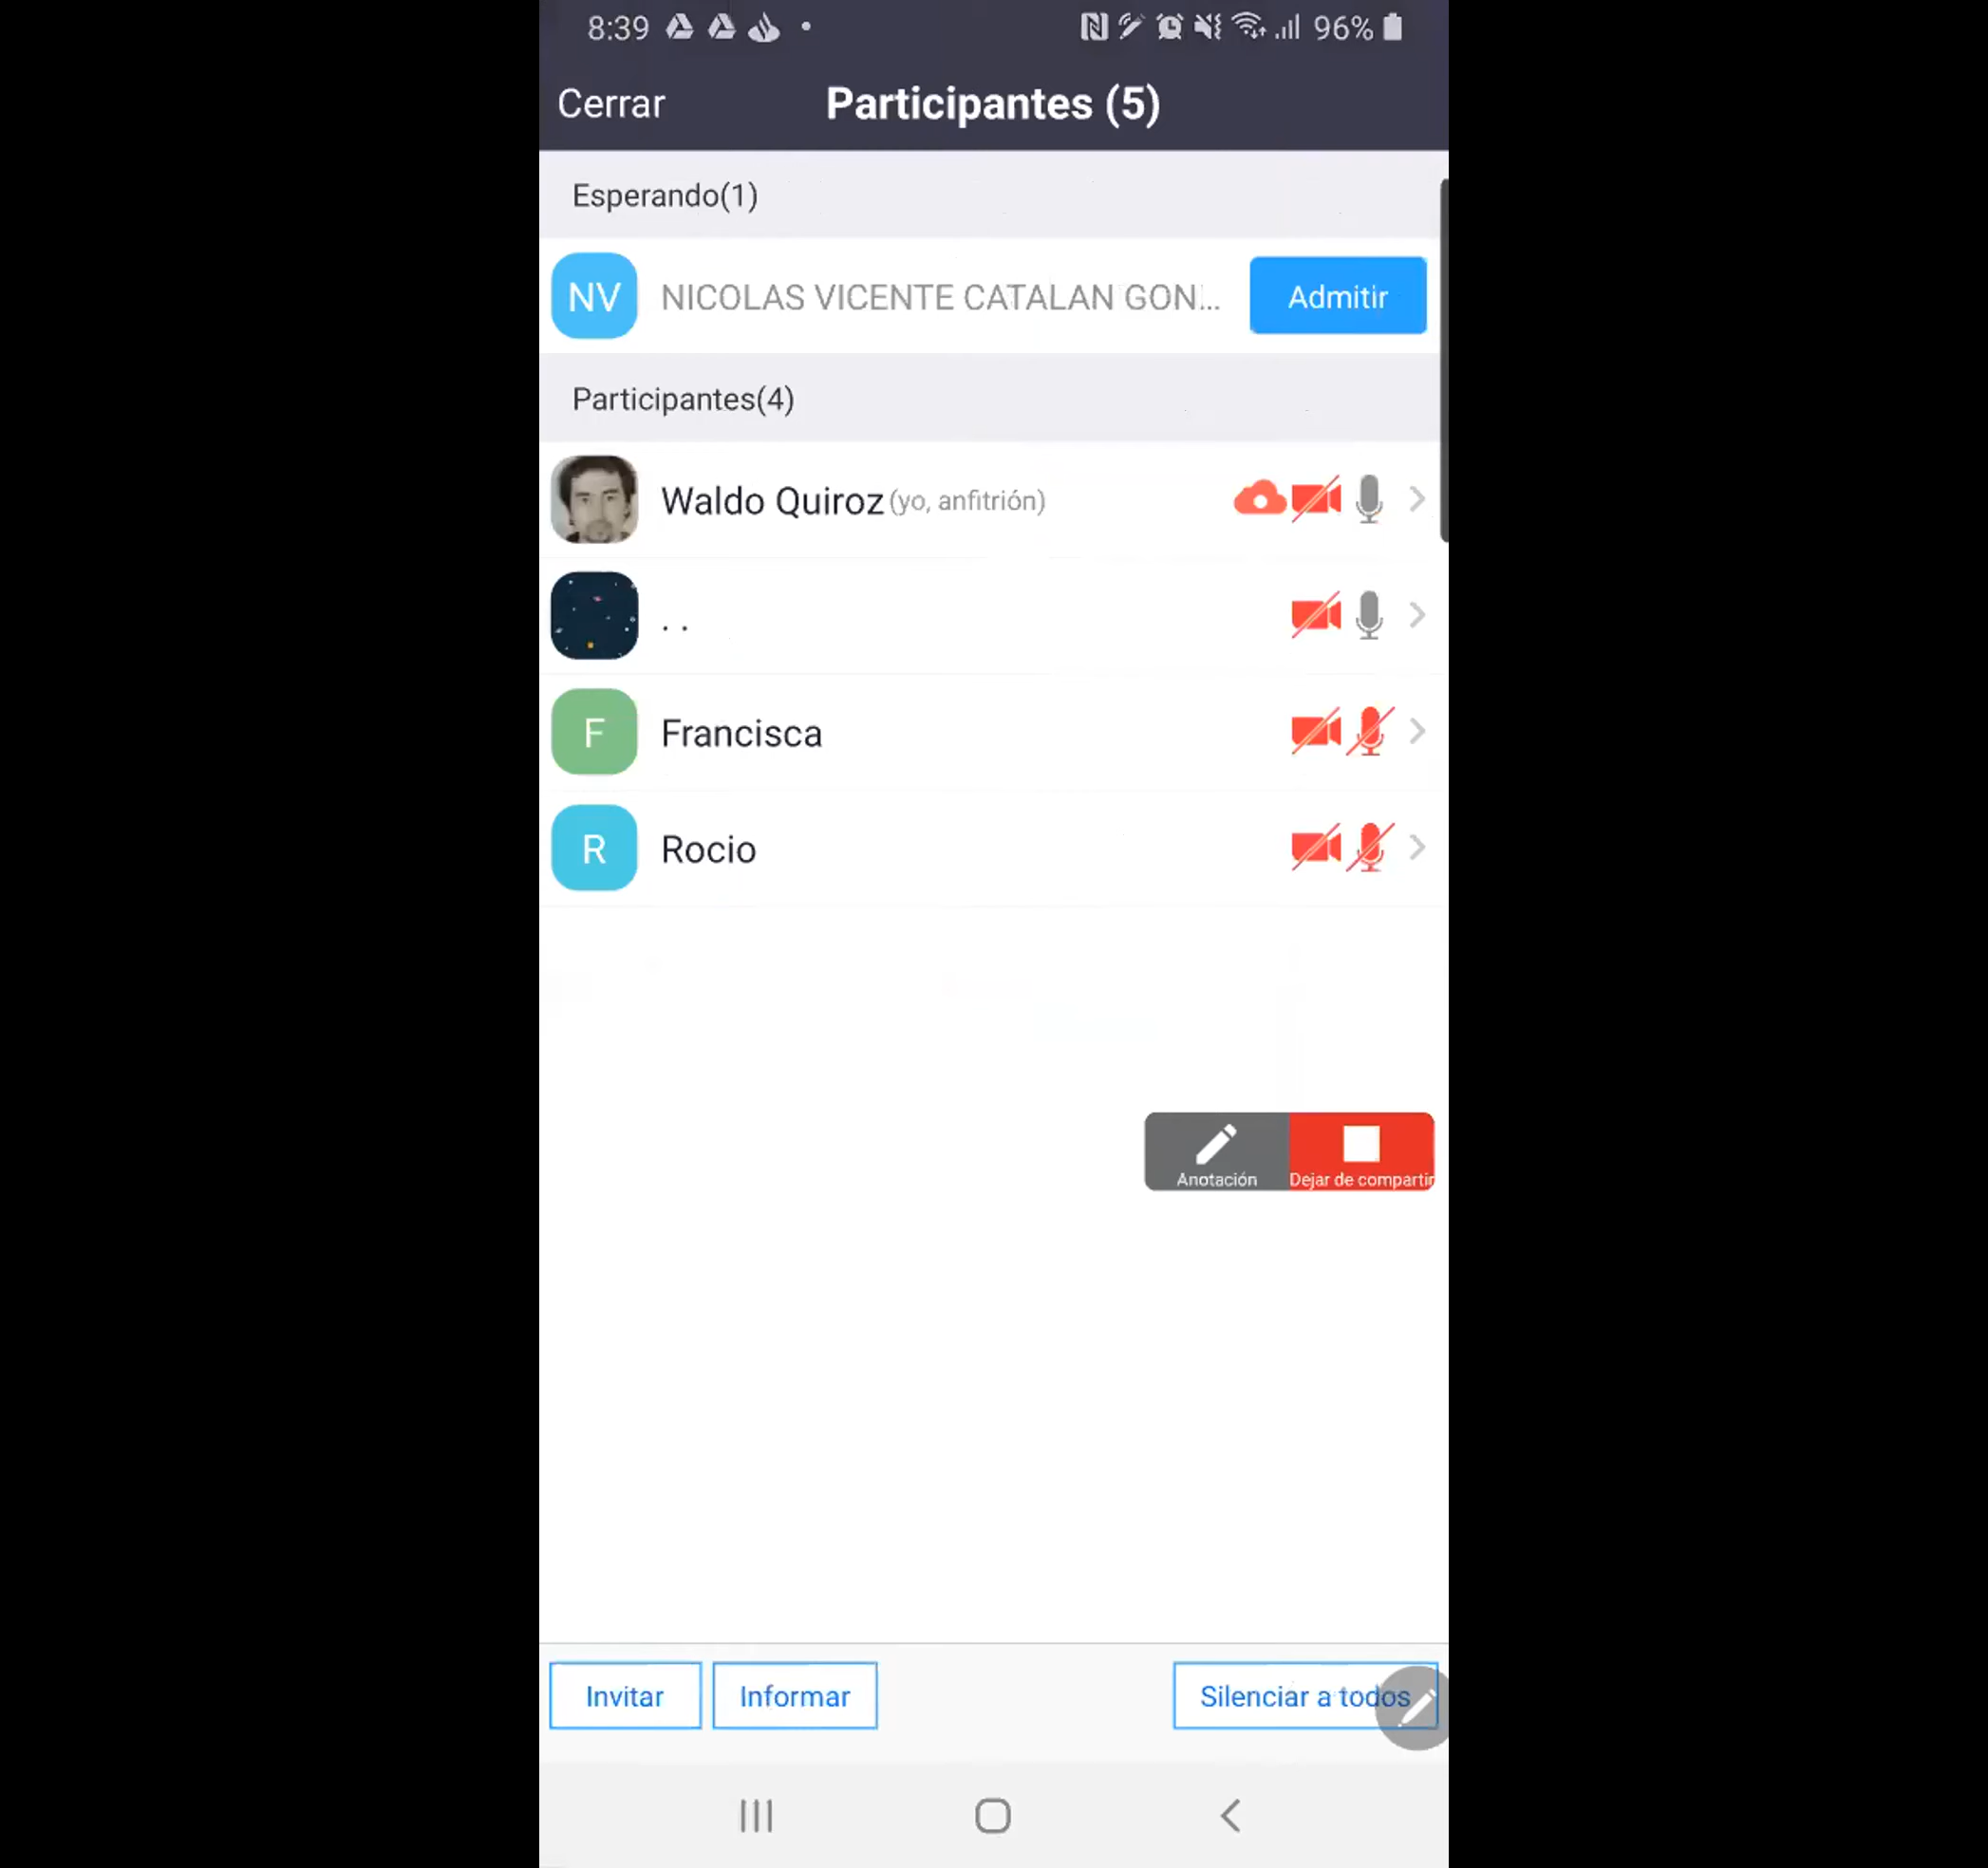 8:39 96%
Cerrar Participantes (5)
Esperando(1)
NV NICOLAS VICENTE CATALAN GON... Admitir
Participantes(4)
Waldo Quiroz (yo, anfitrión)
. .
F Francisca
R Rocio
Anotación Dejar de compartir
Invitar Informar Silenciar a todos